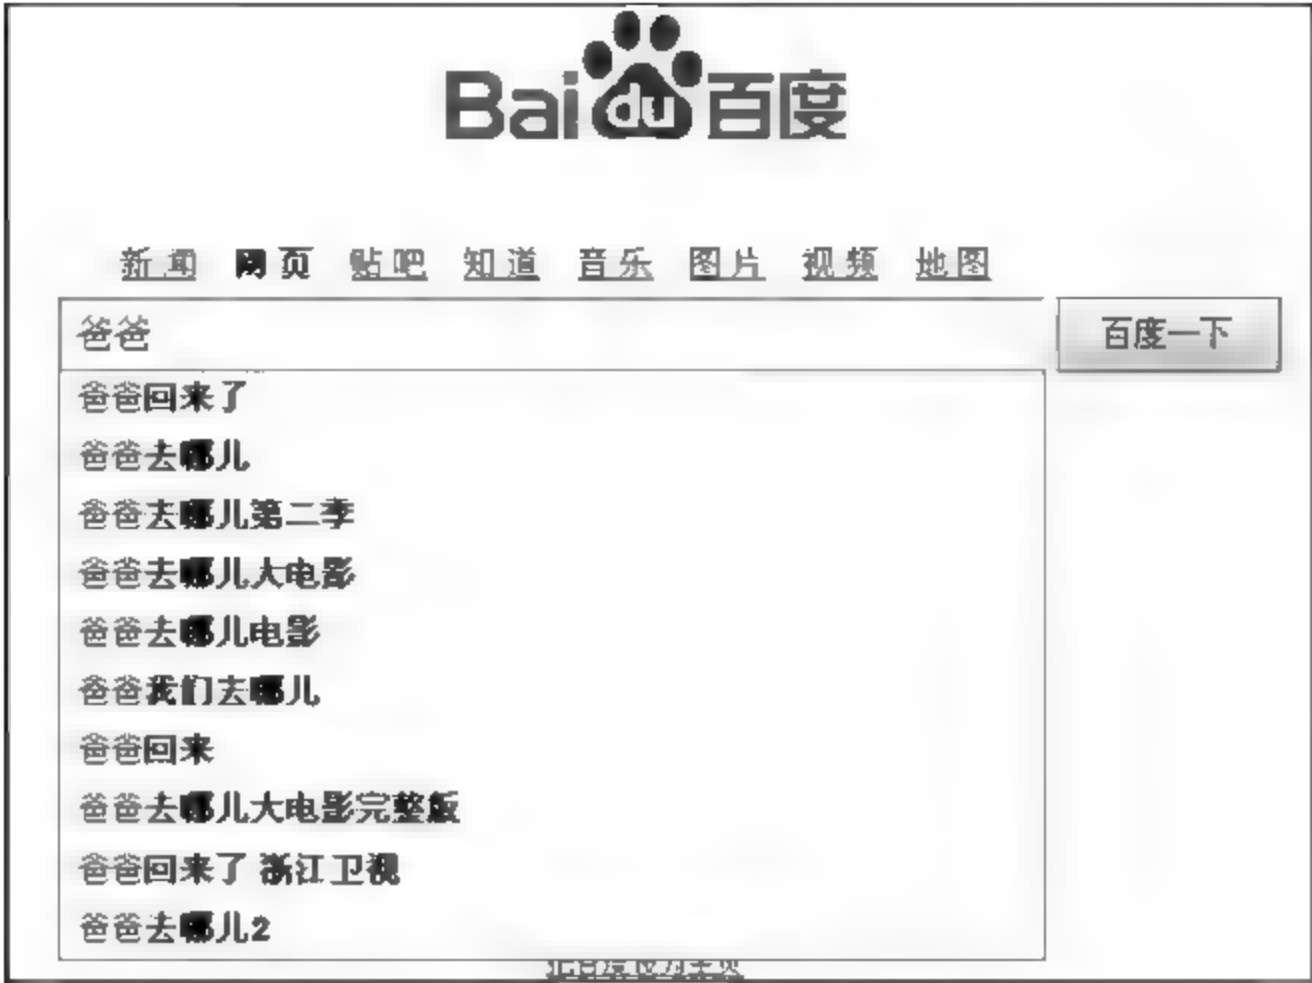 Baidu百度
新闻 网页 贴吧 知道 音乐 图片 视频 地图
爸爸 百度一下
爸爸回来了
爸爸去哪儿
爸爸去哪儿第二季
爸爸去哪儿大电影
爸爸去哪儿电影
爸爸我们去哪儿
爸爸回来
爸爸去哪儿大电影完整版
爸爸回来了 浙江卫视
爸爸去哪儿2